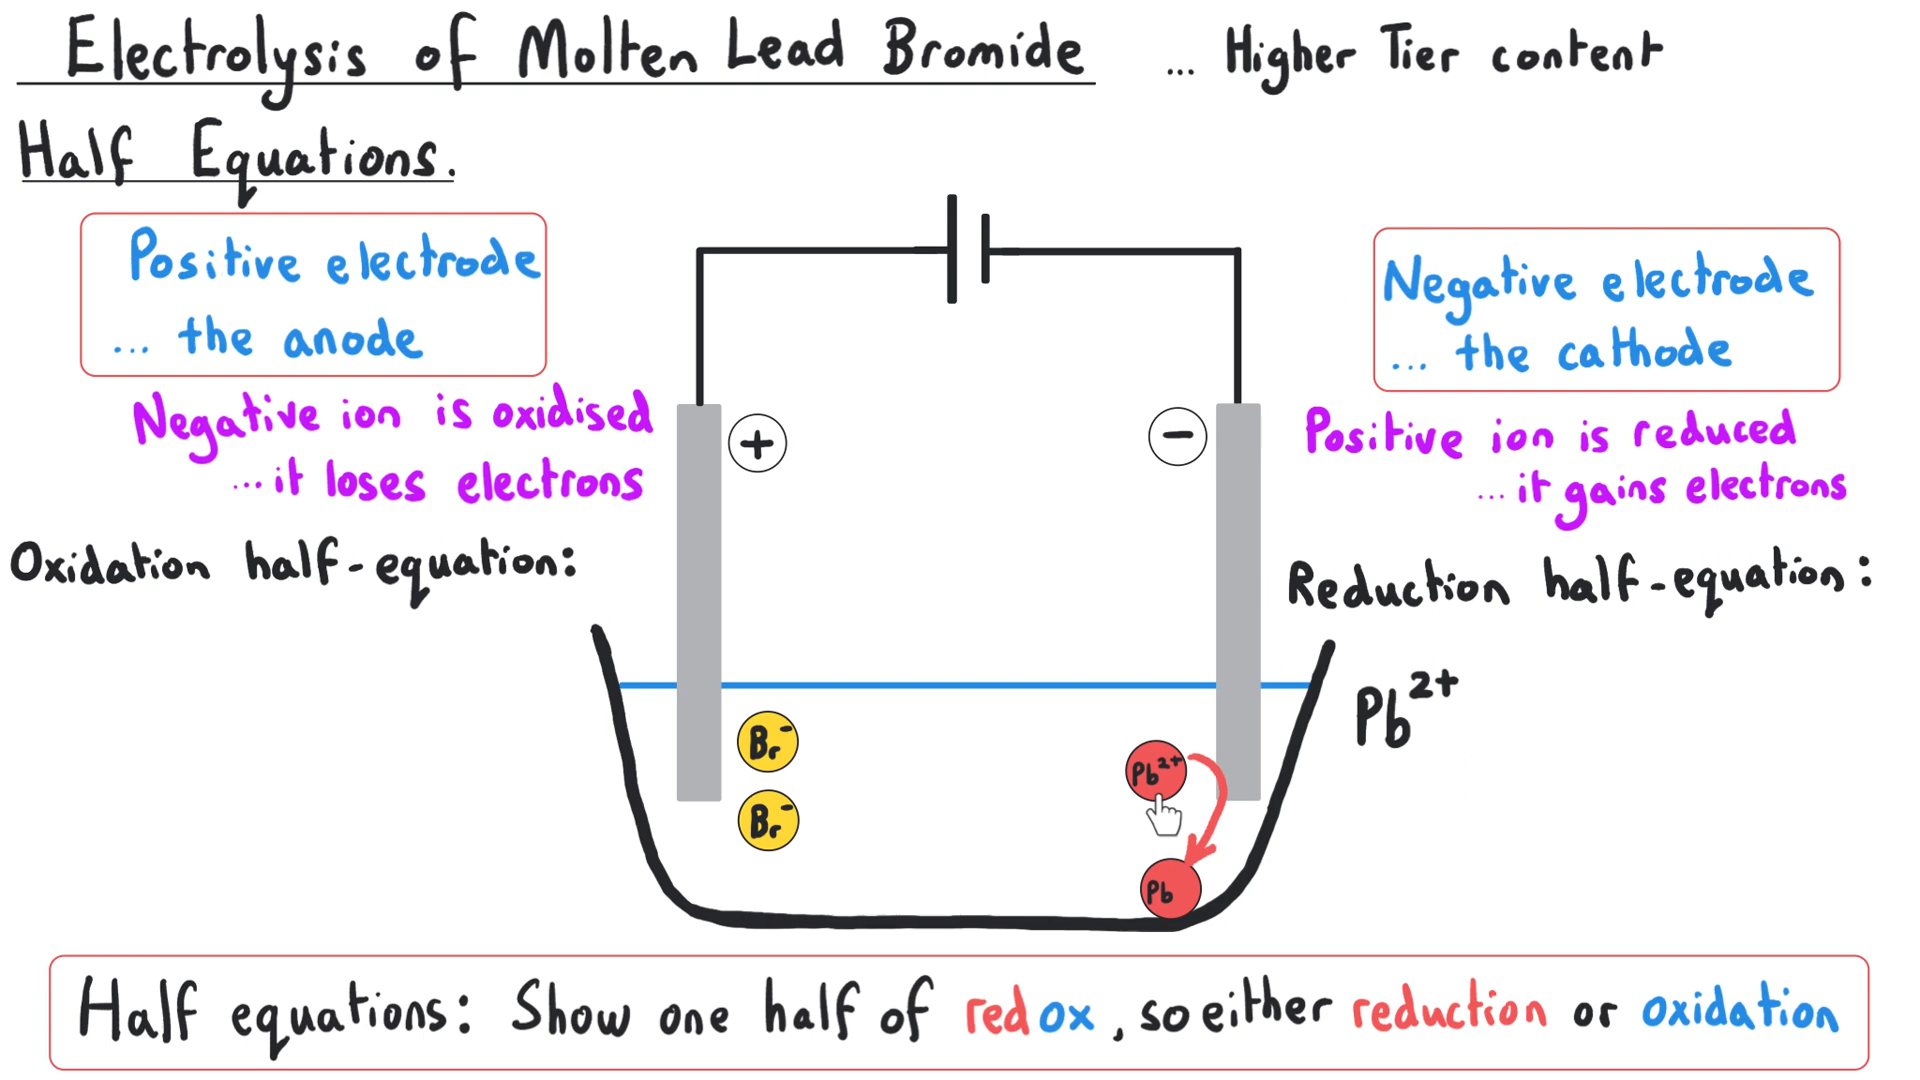 Electrolysis of Molten Lead Bromide ... Higher Tier content
Half Equations.
Positive electrode
... the anode
Negative ion is oxidised
... it loses electrons
Oxidation half-equation:
+
−
Negative electrode
... the cathode
Positive ion is reduced
... it gains electrons
Reduction half-equation:
Pb²⁺
Br⁻
Br⁻
Pb²⁺
Pb
Half equations: Show one half of redox, so either reduction or oxidation